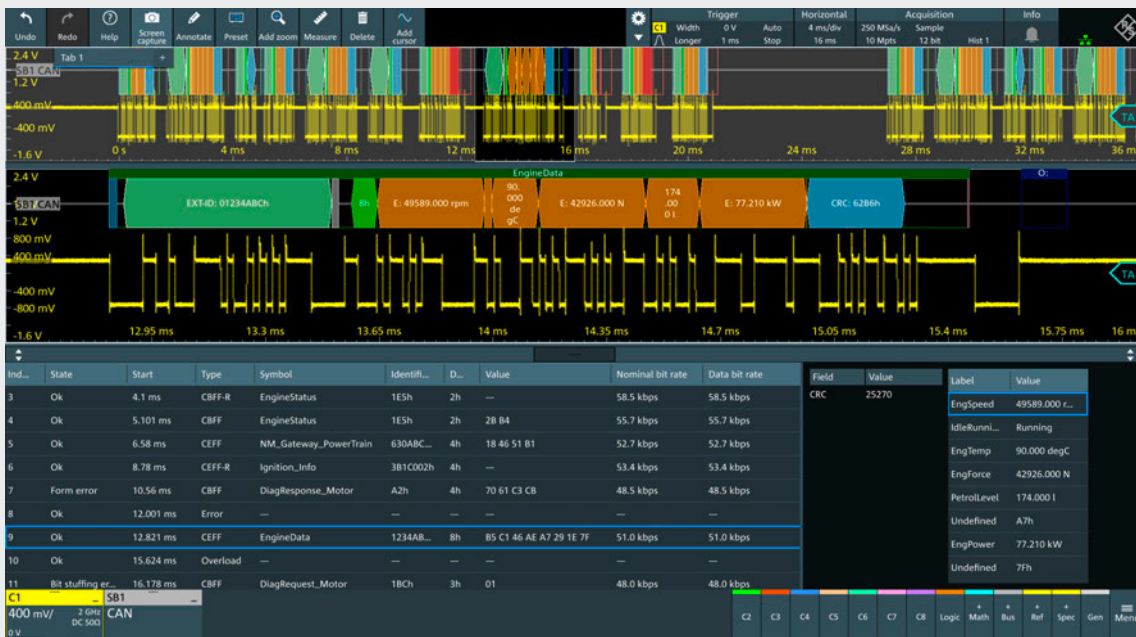 Undo
Redo
Help
Screen capture
Annotate
Preset
Add zoom
Measure
Delete
Add cursor
Trigger
C1 Width 0 V Auto
Longer 1 ms Stop
Horizontal
4 ms/div
16 ms
Acquisition
250 MSa/s Sample
10 Mpts 12 bit Hist 1
Info
2.4 V Tab 1 +
SB1 CAN
1.2 V
400 mV
TA
-400 mV
-1.6 V 0 s 4 ms 8 ms 12 ms 16 ms 20 ms 24 ms 28 ms 32 ms 36 m
2.4 V EngineData O:
SB1 CAN EXT-ID: 01234ABCh 8h E: 49589.000 rpm 90.000 degC E: 42926.000 N 174.000 l E: 77.210 kW CRC: 62B6h
1.2 V
800 mV
400 mV
TA
-400 mV
-800 mV
-1.6 V 12.95 ms 13.3 ms 13.65 ms 14 ms 14.35 ms 14.7 ms 15.05 ms 15.4 ms 15.75 ms 16 m
Ind... State Start Type Symbol Identifi... D... Value Nominal bit rate Data bit rate
3 Ok 4.1 ms CBFF-R EngineStatus 1E5h 2h — 58.5 kbps 58.5 kbps
4 Ok 5.101 ms CBFF EngineStatus 1E5h 2h 2B B4 55.7 kbps 55.7 kbps
5 Ok 6.58 ms CEFF NM_Gateway_PowerTrain 630ABC... 4h 18 46 51 B1 52.7 kbps 52.7 kbps
6 Ok 8.78 ms CEFF-R Ignition_Info 3B1C002h 4h — 53.4 kbps 53.4 kbps
7 Form error 10.56 ms CBFF DiagResponse_Motor A2h 4h 70 61 C3 CB 48.5 kbps 48.5 kbps
8 Ok 12.001 ms Error — — — — — —
9 Ok 12.821 ms CEFF EngineData 1234AB... 8h B5 C1 46 AE A7 29 1E 7F 51.0 kbps 51.0 kbps
10 Ok 15.624 ms Overload — — — — — —
11 Bit stuffing er... 16.178 ms CBFF DiagRequest_Motor 1BCh 3h 01 48.0 kbps 48.0 kbps
Field Value
CRC 25270
Label Value
EngSpeed 49589.000 r...
IdleRunni... Running
EngTemp 90.000 degC
EngForce 42926.000 N
PetrolLevel 174.000 l
Undefined A7h
EngPower 77.210 kW
Undefined 7Fh
C1
400 mV/ 2 GHz
DC 50Ω
0 V
SB1
CAN
C2 C3 C4 C5 C6 C7 C8 Logic + Math + Bus + Ref + Spec Gen Menu